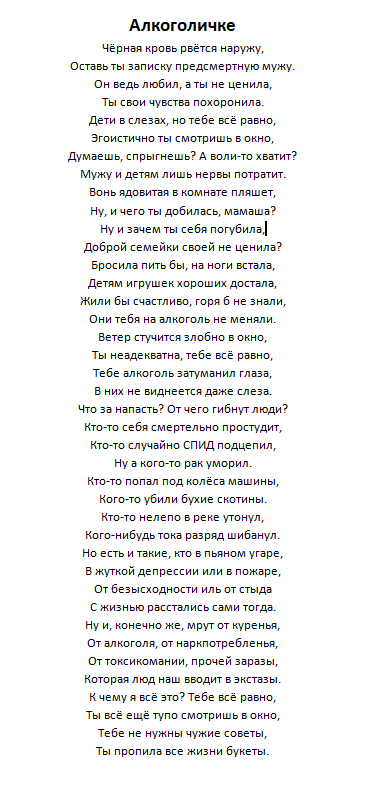 Алкоголичке
Чёрная кровь рвётся наружу,
Оставь ты записку предсмертную мужу.
Он ведь любил, а ты не ценила,
Ты свои чувства похоронила.
Дети в слезах, но тебе всё равно,
Эгоистично ты смотришь в окно,
Думаешь, спрыгнешь? А воли-то хватит?
Мужу и детям лишь нервы потратит.
Вонь ядовитая в комнате пляшет,
Ну, и чего ты добилась, мамаша?
Ну и зачем ты себя погубила,
Доброй семейки своей не ценила?
Бросила пить бы, на ноги встала,
Детям игрушек хороших достала,
Жили бы счастливо, горя б не знали,
Они тебя на алкоголь не меняли.
Ветер стучится злобно в окно,
Ты неадекватна, тебе всё равно,
Тебе алкоголь затуманил глаза,
В них не виднеется даже слеза.
Что за напасть? От чего гибнут люди?
Кто-то себя смертельно простудит,
Кто-то случайно СПИД подцепил,
Ну а кого-то рак уморил.
Кто-то попал под колёса машины,
Кого-то убили бухие скотины.
Кто-то нелепо в реке утонул,
Кого-нибудь тока разряд шибанул.
Но есть и такие, кто в пьяном угаре,
В жуткой депрессии или в пожаре,
От безысходности иль от стыда
С жизнью расстались сами тогда.
Ну и, конечно же, мрут от куренья,
От алкоголя, от наркпотребленья,
От токсикомании, прочей заразы,
Которая люд наш вводит в экстазы.
К чему я всё это? Тебе всё равно,
Ты всё ещё тупо смотришь в окно,
Тебе не нужны чужие советы,
Ты пропила все жизни букеты.